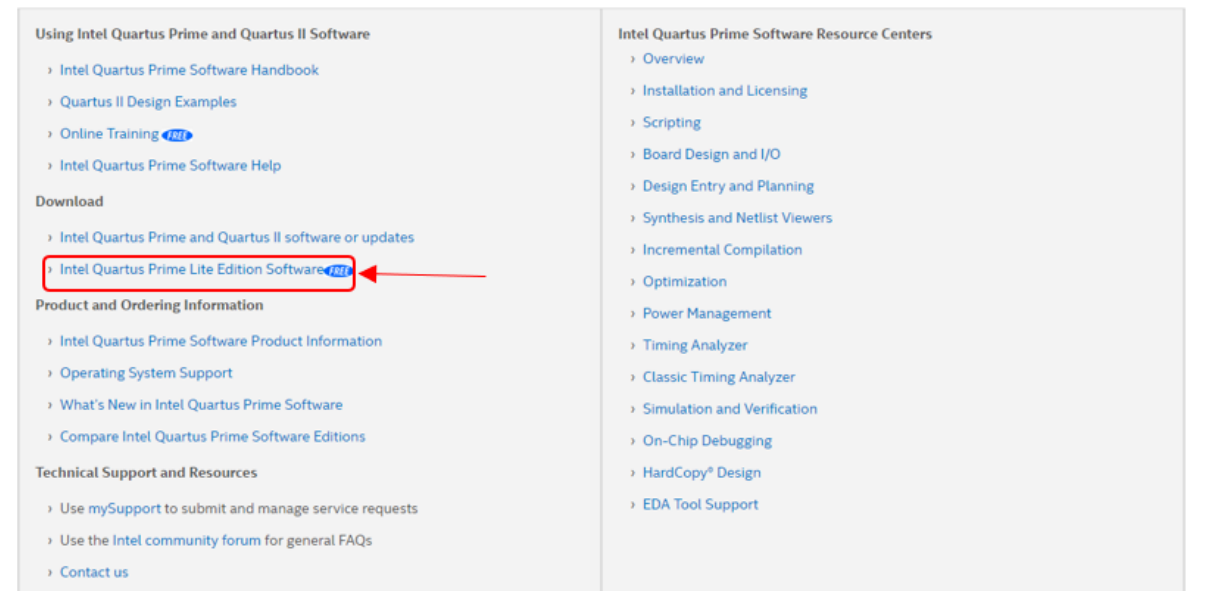 Using Intel Quartus Prime and Quartus II Software
› Intel Quartus Prime Software Handbook
› Quartus II Design Examples
› Online Training FREE
› Intel Quartus Prime Software Help
Download
› Intel Quartus Prime and Quartus II software or updates
› Intel Quartus Prime Lite Edition Software FREE
Product and Ordering Information
› Intel Quartus Prime Software Product Information
› Operating System Support
› What's New in Intel Quartus Prime Software
› Compare Intel Quartus Prime Software Editions
Technical Support and Resources
› Use mySupport to submit and manage service requests
› Use the Intel community forum for general FAQs
› Contact us
Intel Quartus Prime Software Resource Centers
› Overview
› Installation and Licensing
› Scripting
› Board Design and I/O
› Design Entry and Planning
› Synthesis and Netlist Viewers
› Incremental Compilation
› Optimization
› Power Management
› Timing Analyzer
› Classic Timing Analyzer
› Simulation and Verification
› On-Chip Debugging
› HardCopy® Design
› EDA Tool Support